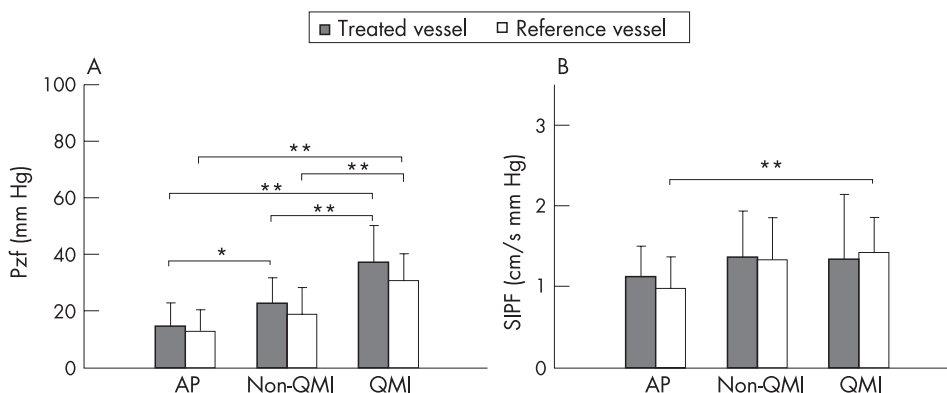 Treated vessel Reference vessel
A
Pzf (mm Hg)
100
80
60
40
20
0
**
**
**
**
*
AP Non-QMI QMI
B
SIPF (cm/s mm Hg)
3
2
1
0
**
AP Non-QMI QMI